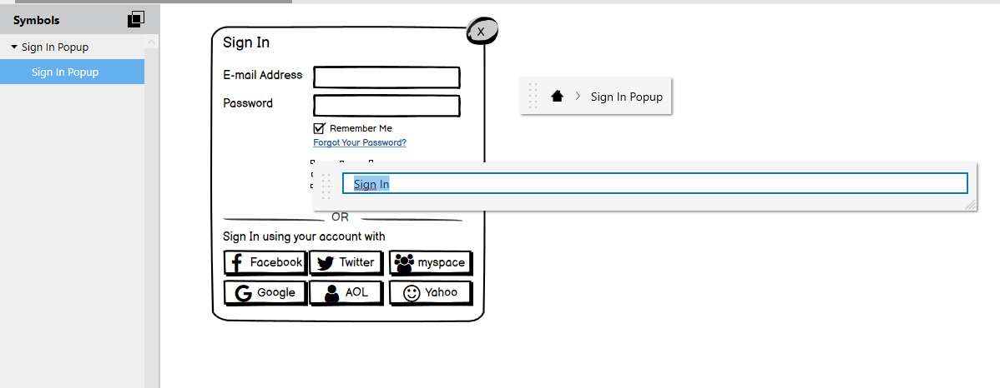 Symbols
Sign In Popup
Sign In Popup
X
Sign In
E-mail Address
Password
Remember Me
Forgot Your Password?
Sign In Popup
Sign In
OR
Sign In using your account with
Facebook Twitter myspace
Google AOL Yahoo